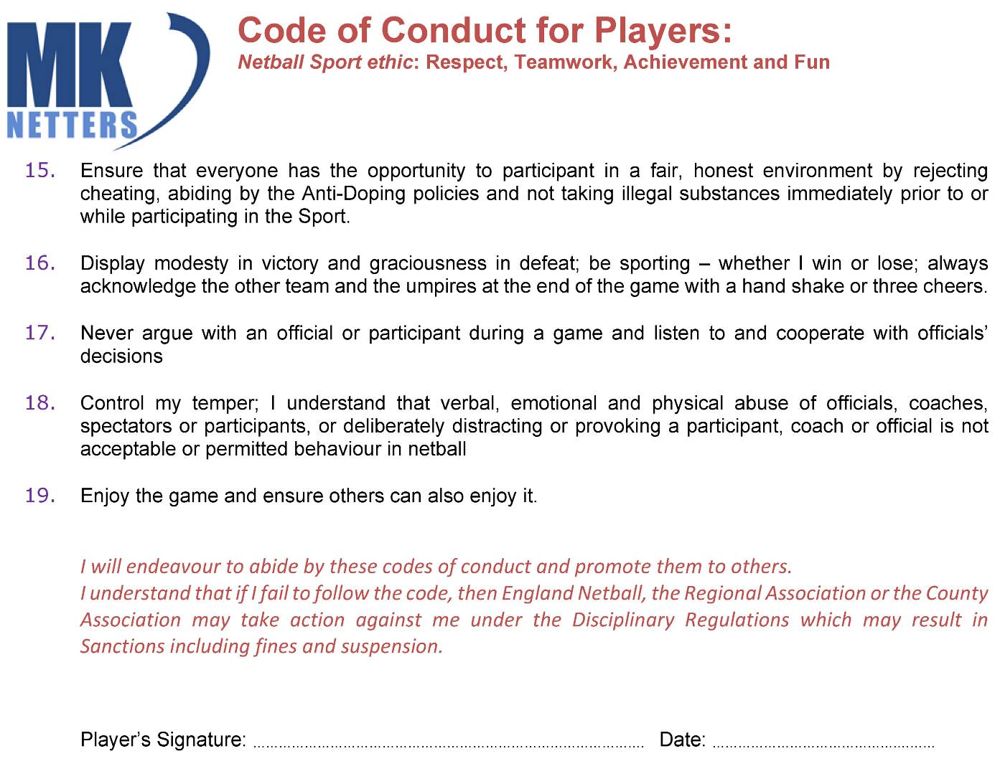 MK
NETTERS
Code of Conduct for Players:
Netball Sport ethic: Respect, Teamwork, Achievement and Fun
15. Ensure that everyone has the opportunity to participant in a fair, honest environment by rejecting
cheating, abiding by the Anti-Doping policies and not taking illegal substances immediately prior to or
while participating in the Sport.
16. Display modesty in victory and graciousness in defeat; be sporting – whether I win or lose; always
acknowledge the other team and the umpires at the end of the game with a hand shake or three cheers.
17. Never argue with an official or participant during a game and listen to and cooperate with officials’
decisions
18. Control my temper; I understand that verbal, emotional and physical abuse of officials, coaches,
spectators or participants, or deliberately distracting or provoking a participant, coach or official is not
acceptable or permitted behaviour in netball
19. Enjoy the game and ensure others can also enjoy it.
I will endeavour to abide by these codes of conduct and promote them to others.
I understand that if I fail to follow the code, then England Netball, the Regional Association or the County
Association may take action against me under the Disciplinary Regulations which may result in
Sanctions including fines and suspension.
Player’s Signature: ........................................................................................ Date: ..................................................